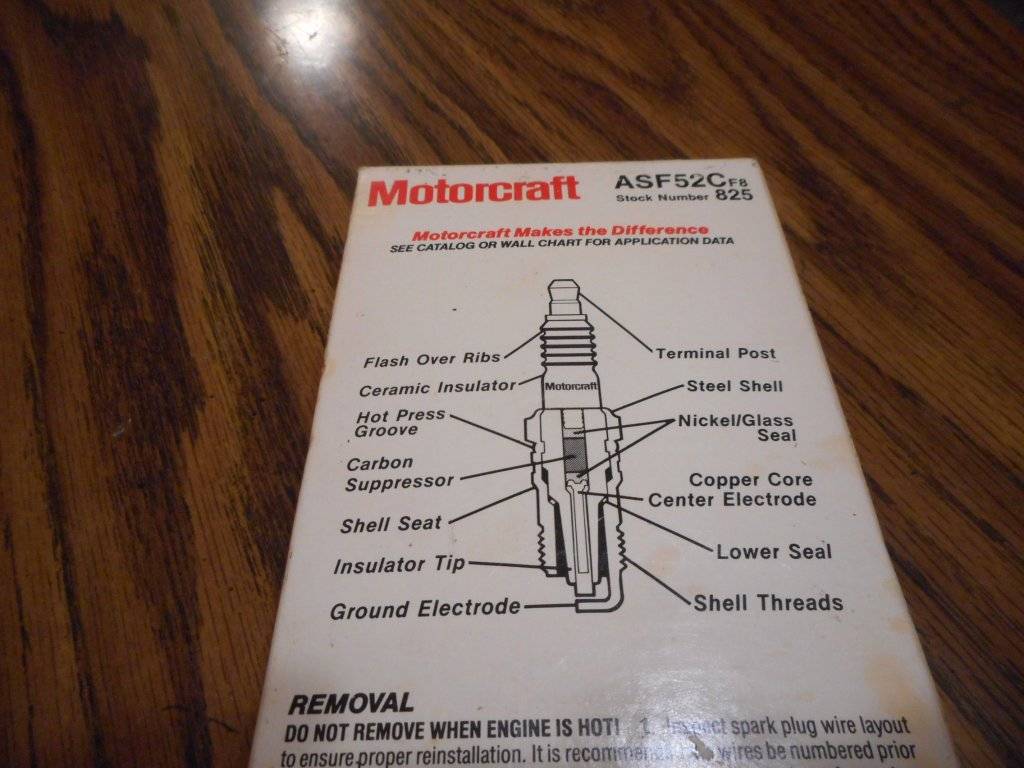 Motorcraft
ASF52C F8
Stock Number 825
Motorcraft Makes the Difference
SEE CATALOG OR WALL CHART FOR APPLICATION DATA
Flash Over Ribs
Terminal Post
Ceramic Insulator
Motorcraft
Steel Shell
Hot Press
Groove
Nickel/Glass
Seal
Carbon
Suppressor
Copper Core
Center Electrode
Shell Seat
Lower Seal
Insulator Tip
Ground Electrode
Shell Threads
REMOVAL
DO NOT REMOVE WHEN ENGINE IS HOT! 1. Inspect spark plug wire layout
to ensure proper reinstallation. It is wires be numbered prior